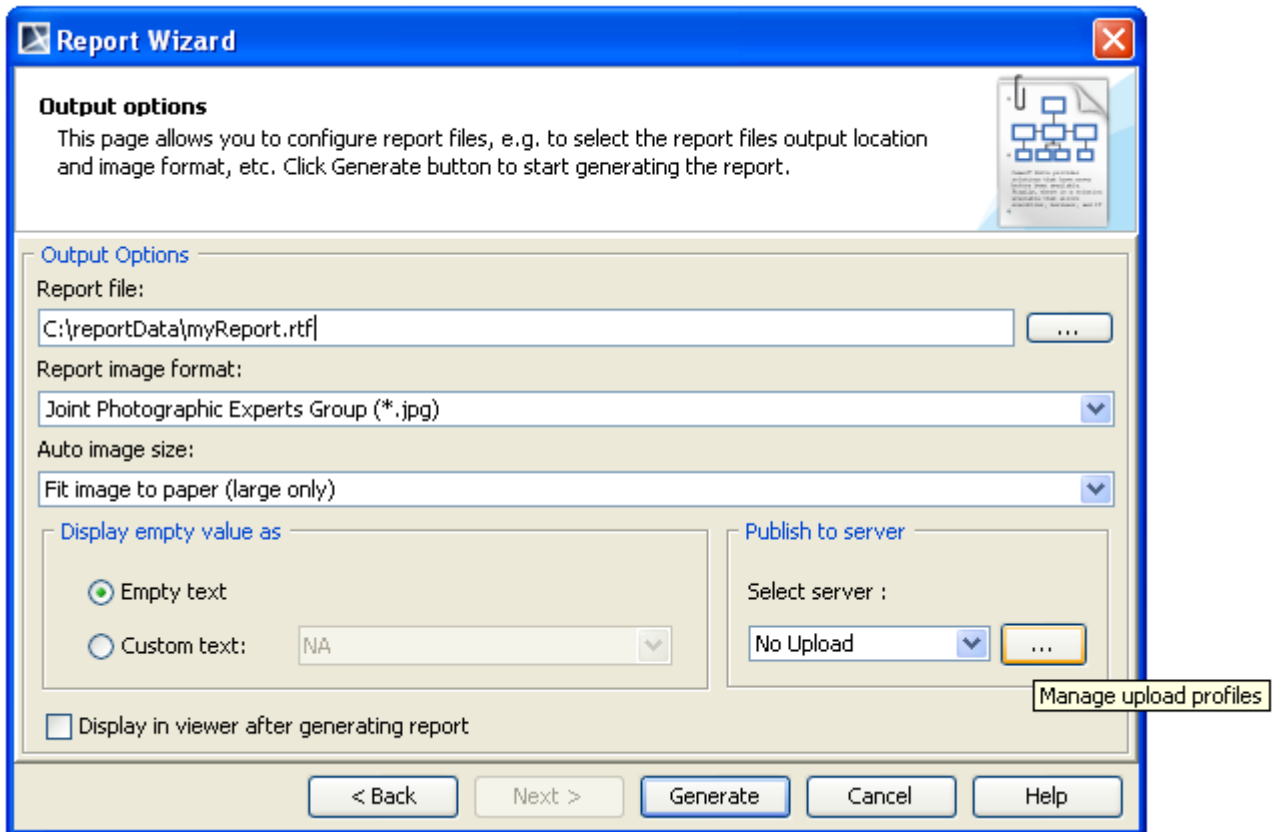 Report Wizard
Output options
This page allows you to configure report files, e.g. to select the report files output location
and image format, etc. Click Generate button to start generating the report.
Output Options
Report file:
C:\reportData\myReport.rtf
...
Report image format:
Joint Photographic Experts Group (*.jpg)
Auto image size:
Fit image to paper (large only)
Display empty value as
Publish to server
Empty text
Select server :
Custom text:
NA
No Upload
...
Manage upload profiles
Display in viewer after generating report
< Back
Next >
Generate
Cancel
Help